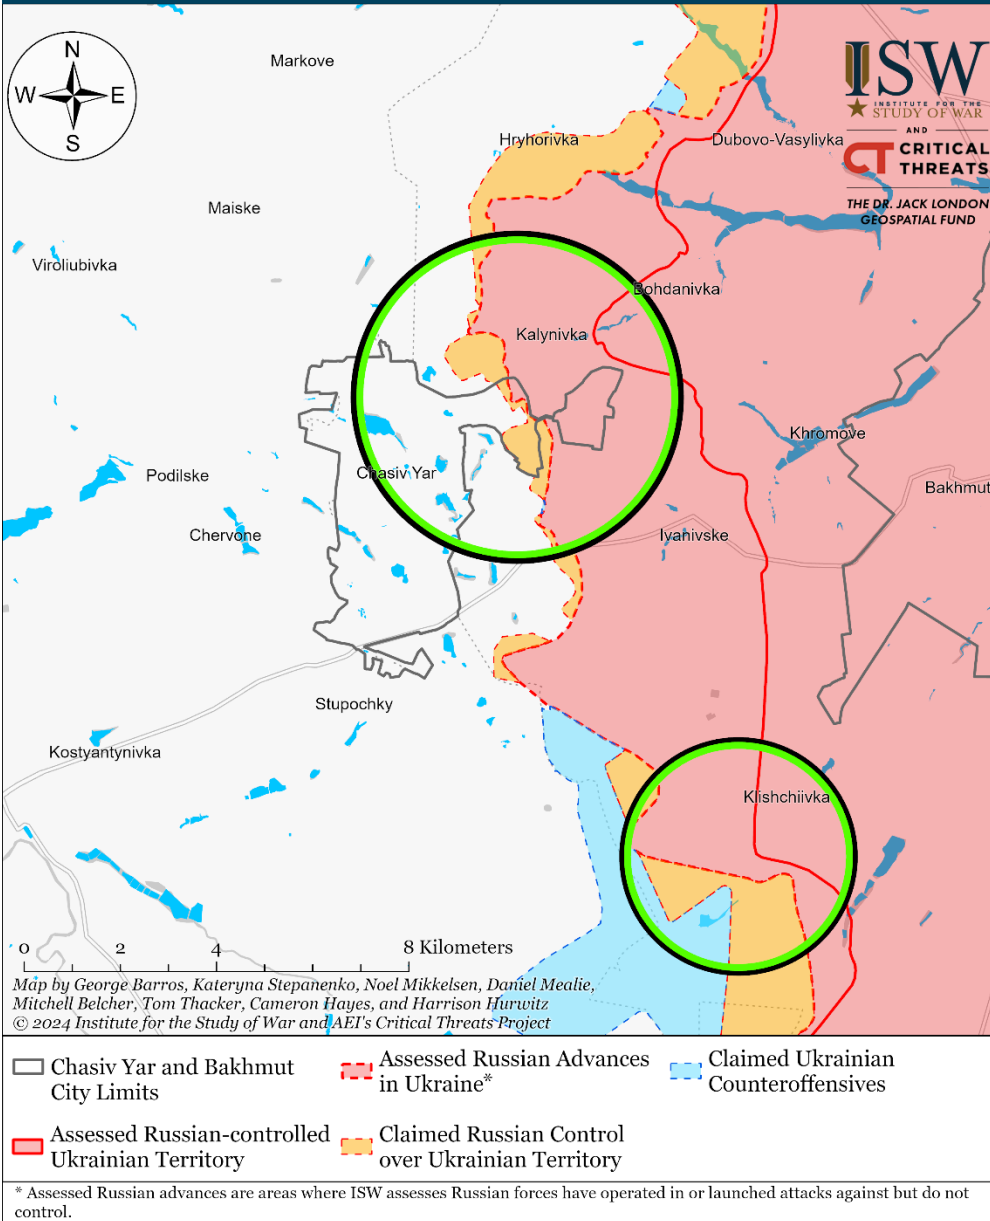 N
W
E
S
ISW
INSTITUTE FOR THE
STUDY OF WAR
AND
CT CRITICAL
THREATS
THE DR. JACK LONDON
GEOSPATIAL FUND
Markove
Hryhorivka
Dubovo-Vasylivka
Maiske
Viroliubivka
Bohdanivka
Kalynivka
Khromove
Podilske
Chasiv Yar
Bakhmut
Chervone
Ivanivske
Stupochky
Kostyantynivka
Klishchiivka
0 2 4 8 Kilometers
Map by George Barros, Kateryna Stepanenko, Noel Mikkelsen, Daniel Mealie,
Mitchell Belcher, Tom Thacker, Cameron Hayes, and Harrison Hurwitz
© 2024 Institute for the Study of War and AEI's Critical Threats Project
Chasiv Yar and Bakhmut
City Limits
Assessed Russian Advances
in Ukraine*
Claimed Ukrainian
Counteroffensives
Assessed Russian-controlled
Ukrainian Territory
Claimed Russian Control
over Ukrainian Territory
* Assessed Russian advances are areas where ISW assesses Russian forces have operated in or launched attacks against but do not
control.